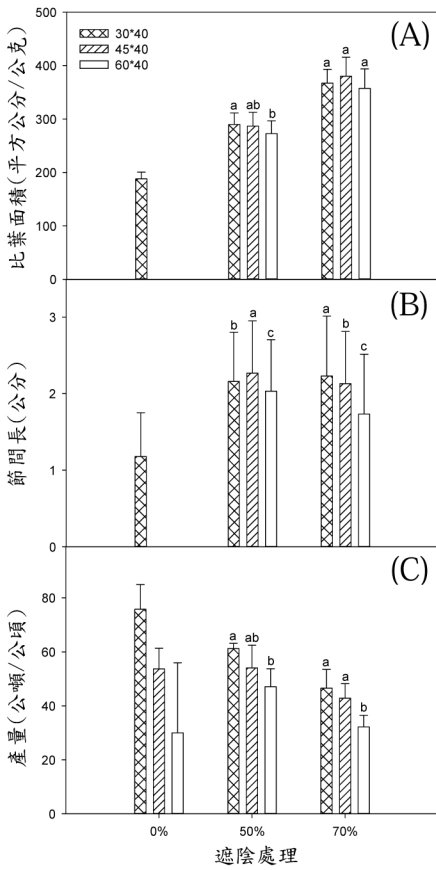 (A)
30*40
45*40
60*40
比葉面積(平方公分/公克)
500
400
300
200
100
0
a ab b
a a a
(B)
節間長(公分)
3
2
1
0
b a c
a b c
(C)
產量(公噸/公頃)
80
60
40
20
0
a ab b
a a b
0% 50% 70%
遮陰處理